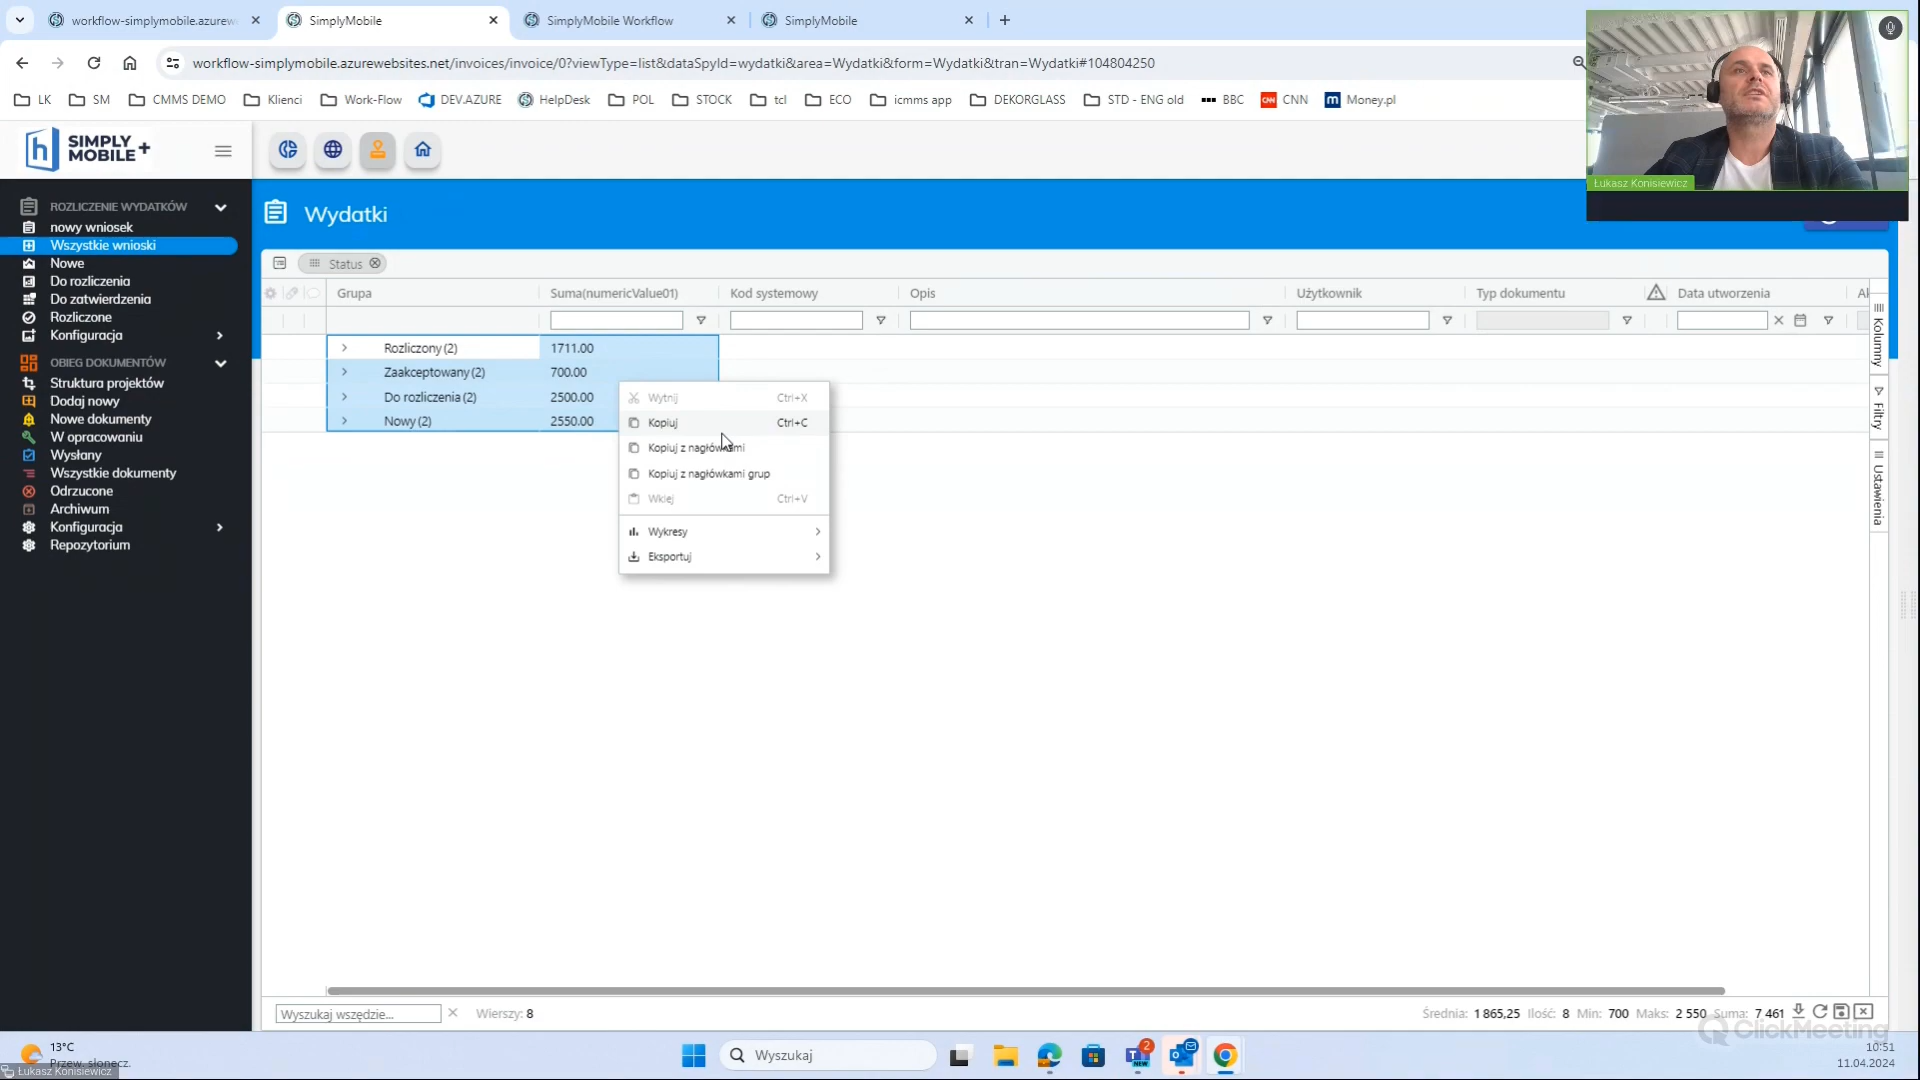 workflow-simplymobile.azurew
SimplyMobile
SimplyMobile Workflow
SimplyMobile
workflow-simplymobile.azurewebsites.net/invoices/invoice/0?viewType=list&dataSpyId=wydatki&area=Wydatki&form=Wydatki&tran=Wydatki#104804250
LK SM CMMS DEMO Klienci Work-Flow DEV.AZURE HelpDesk POL STOCK tcl ECO icmms app DEKORGLASS STD - ENG old BBC CNN Money.pl
Łukasz Konisiewicz
SIMPLY
MOBILE +
ROZLICZENIE WYDATKÓW
nowy wniosek
Wszystkie wnioski
Nowe
Do rozliczenia
Do zatwierdzenia
Rozliczone
Konfiguracja
OBIEG DOKUMENTÓW
Struktura projektów
Dodaj nowy
Nowe dokumenty
W opracowaniu
Wysłany
Wszystkie dokumenty
Odrzucone
Archiwum
Konfiguracja
Repozytorium
Wydatki
Status
Grupa Suma(numericValue01) Kod systemowy Opis Użytkownik Typ dokumentu Data utworzenia
Rozliczony (2) 1711.00
Zaakceptowany (2) 700.00
Do rozliczenia (2) 2500.00
Nowy (2) 2550.00
Wytnij Ctrl+X
Kopiuj Ctrl+C
Kopiuj z nagłówkami
Kopiuj z nagłówkami grup
Wklej Ctrl+V
Wykresy
Eksportuj
Kolumny
Filtry
Ustawienia
Wyszukaj wszędzie... Wierszy: 8
Średnia: 1 865,25 Ilość: 8 Min: 700 Maks: 2 550 Suma: 7 461
ClickMeeting
13°C
Przew. słonecz.
Łukasz Konisiewicz
Wyszukaj
2
NEW
10:51
11.04.2024